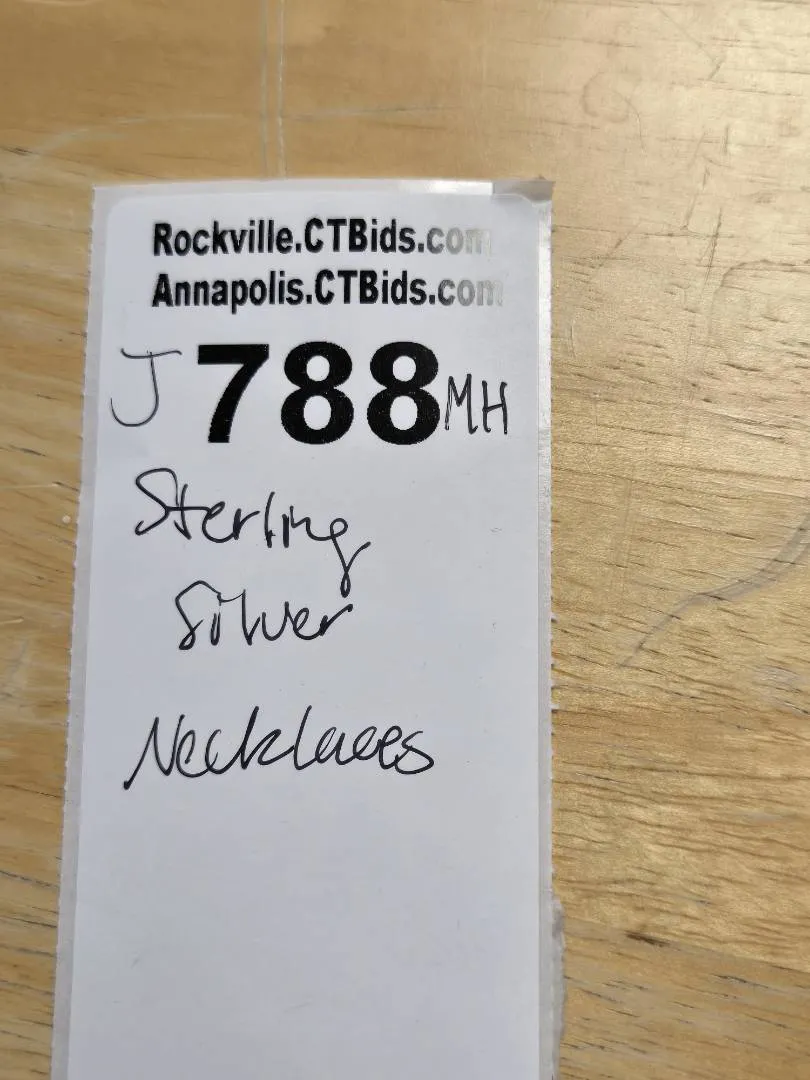 Rockville.CTBids.com
Annapolis.CTBids.com
J 788 MH
Sterling
Silver
Necklaces